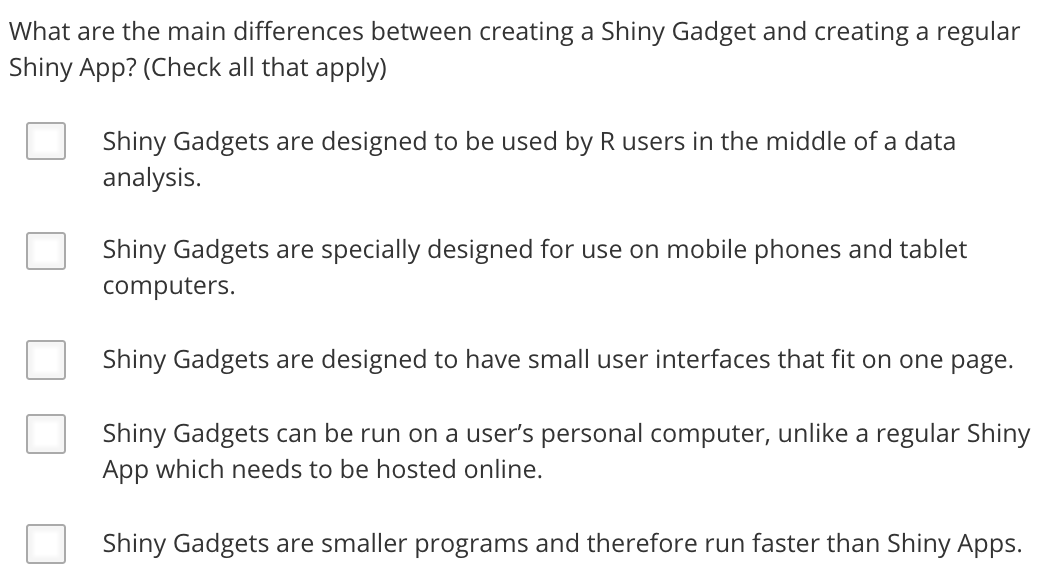 What are the main differences between creating a Shiny Gadget and creating a regular
Shiny App? (Check all that apply)
Shiny Gadgets are designed to be used by R users in the middle of a data
analysis.
Shiny Gadgets are specially designed for use on mobile phones and tablet
computers.
Shiny Gadgets are designed to have small user interfaces that fit on one page.
Shiny Gadgets can be run on a user’s personal computer, unlike a regular Shiny
App which needs to be hosted online.
Shiny Gadgets are smaller programs and therefore run faster than Shiny Apps.